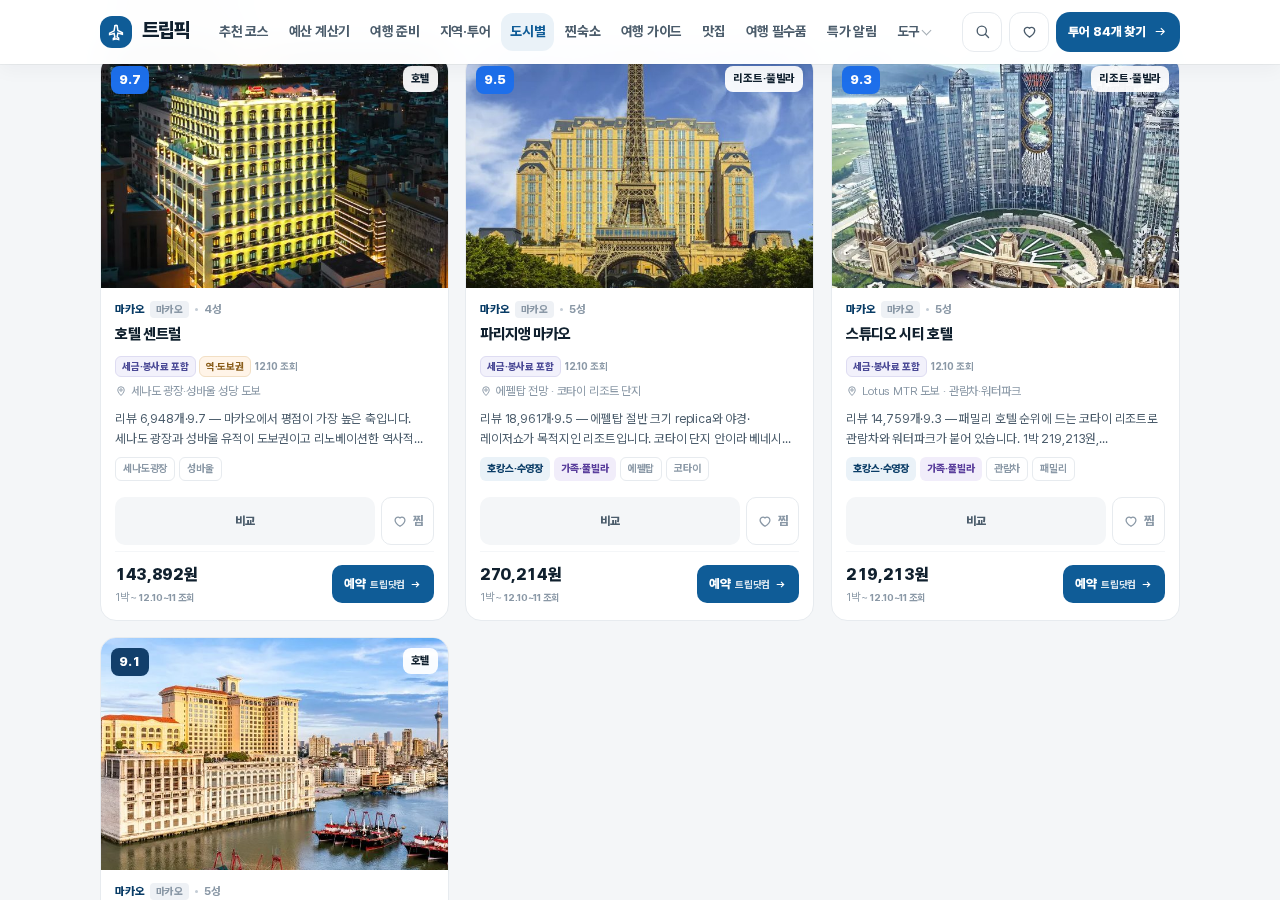 트립픽
추천 코스
예산 계산기
여행 준비
지역·투어
도시별
찐숙소
여행 가이드
맛집
여행 필수품
특가 알림
도구
투어 84개 찾기 →
9.7
호텔
마카오 마카오 • 4성
호텔 센트럴
세금·봉사료 포함 역·도보권 12.10 조회
세나도 광장·성바울 성당 도보
리뷰 6,948개·9.7 — 마카오에서 평점이 가장 높은 축입니다.
세나도 광장과 성바울 유적이 도보권이고 리노베이션한 역사적…
세나도광장 성바울
비교
찜
143,892원
1박~ 12.10~11 조회
예약 트립닷컴 →
9.5
리조트·풀빌라
마카오 마카오 • 5성
파리지앵 마카오
세금·봉사료 포함 12.10 조회
에펠탑 전망 · 코타이 리조트 단지
리뷰 18,961개·9.5 — 에펠탑 절반 크기 replica와 야경·
레이저쇼가 목적지인 리조트입니다. 코타이 단지 안이라 베네시…
호캉스·수영장 가족·풀빌라 에펠탑 코타이
비교
찜
270,214원
1박~ 12.10~11 조회
예약 트립닷컴 →
9.3
리조트·풀빌라
마카오 마카오 • 5성
스튜디오 시티 호텔
세금·봉사료 포함 12.10 조회
Lotus MTR 도보 · 관람차·워터파크
리뷰 14,759개·9.3 — 패밀리 호텔 순위에 드는 코타이 리조트로
관람차와 워터파크가 붙어 있습니다. 1박 219,213원,…
호캉스·수영장 가족·풀빌라 관람차 패밀리
비교
찜
219,213원
1박~ 12.10~11 조회
예약 트립닷컴 →
9.1
호텔
마카오 마카오 • 5성